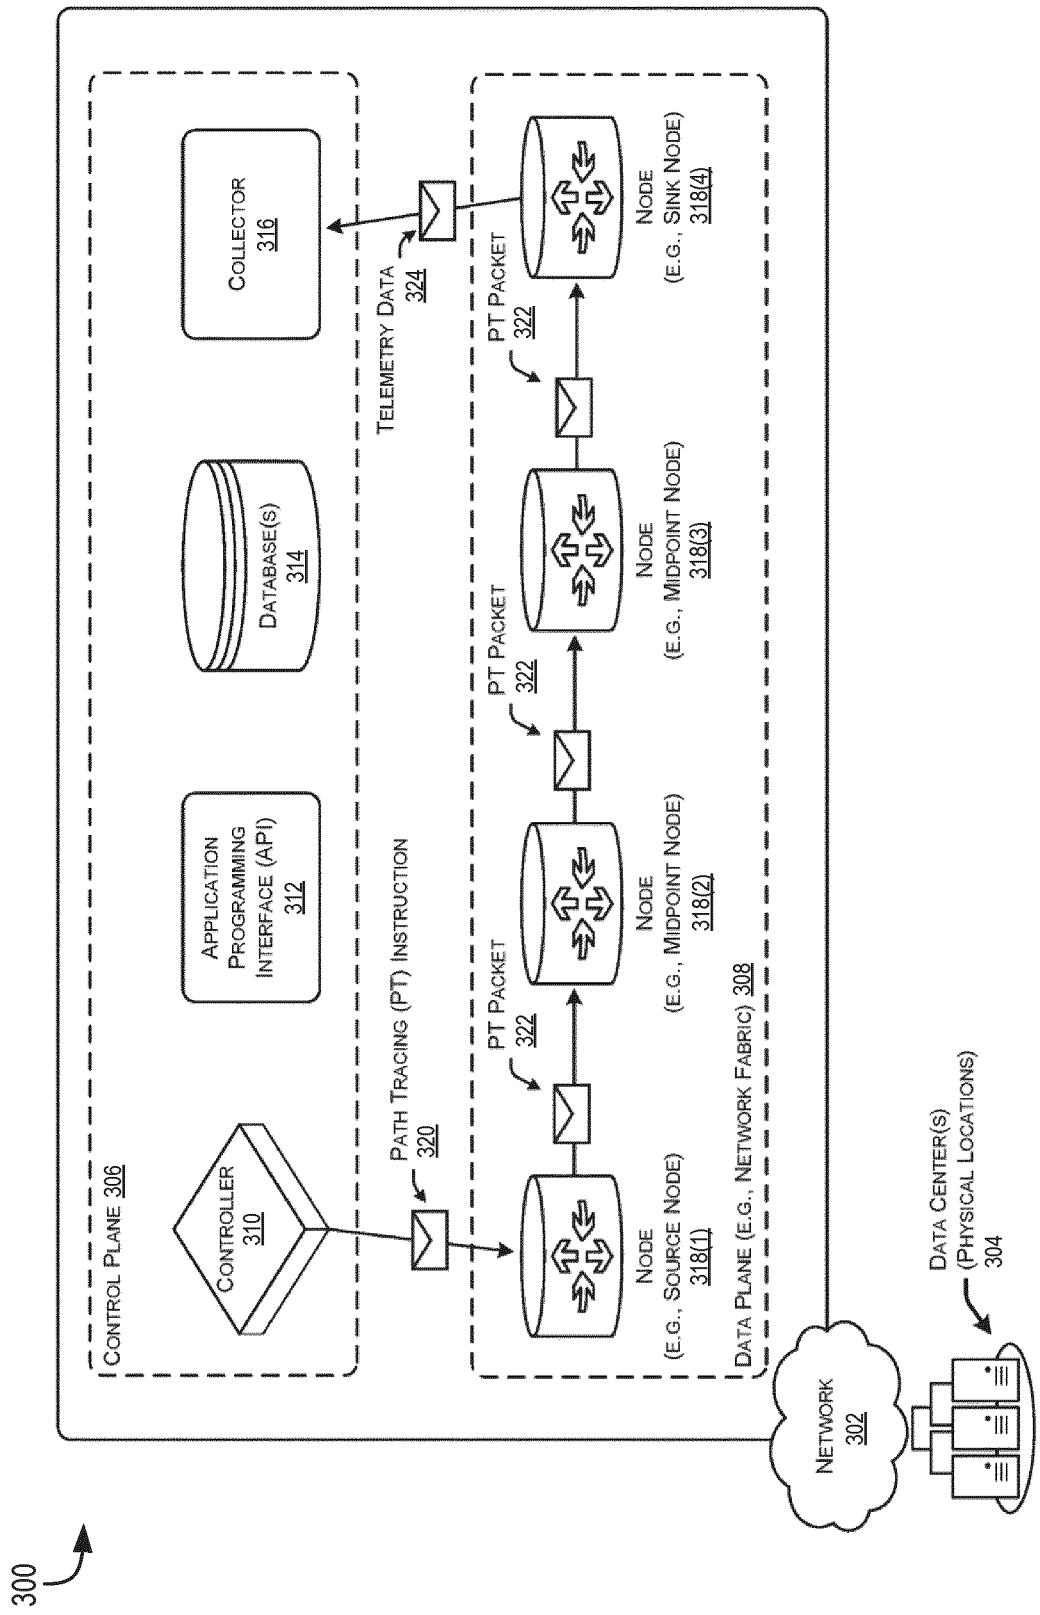 300
CONTROL PLANE 306
CONTROLLER
310
APPLICATION
PROGRAMMING
INTERFACE (API)
312
DATABASE(S)
314
COLLECTOR
316
PATH TRACING (PT) INSTRUCTION
320
TELEMETRY DATA
324
PT PACKET
322
PT PACKET
322
PT PACKET
322
NODE
(E.G., SOURCE NODE)
318(1)
NODE
(E.G., MIDPOINT NODE)
318(2)
NODE
(E.G., MIDPOINT NODE)
318(3)
NODE
(E.G., SINK NODE)
318(4)
DATA PLANE (E.G., NETWORK FABRIC) 308
NETWORK
302
DATA CENTER(S)
(PHYSICAL LOCATIONS)
304